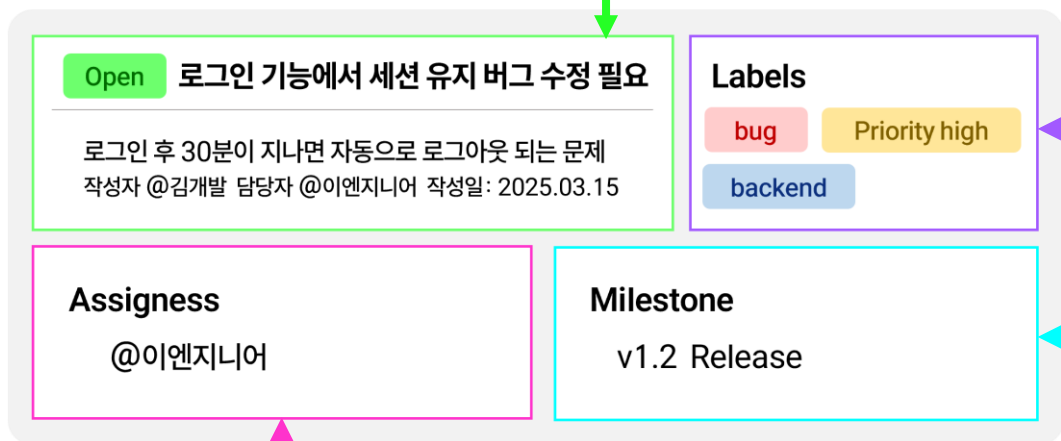 Open 로그인 기능에서 세션 유지 버그 수정 필요
로그인 후 30분이 지나면 자동으로 로그아웃 되는 문제
작성자 @김개발 담당자 @이엔지니어 작성일: 2025.03.15
Labels
bug Priority high
backend
Assigness
@이엔지니어
Milestone
v1.2 Release